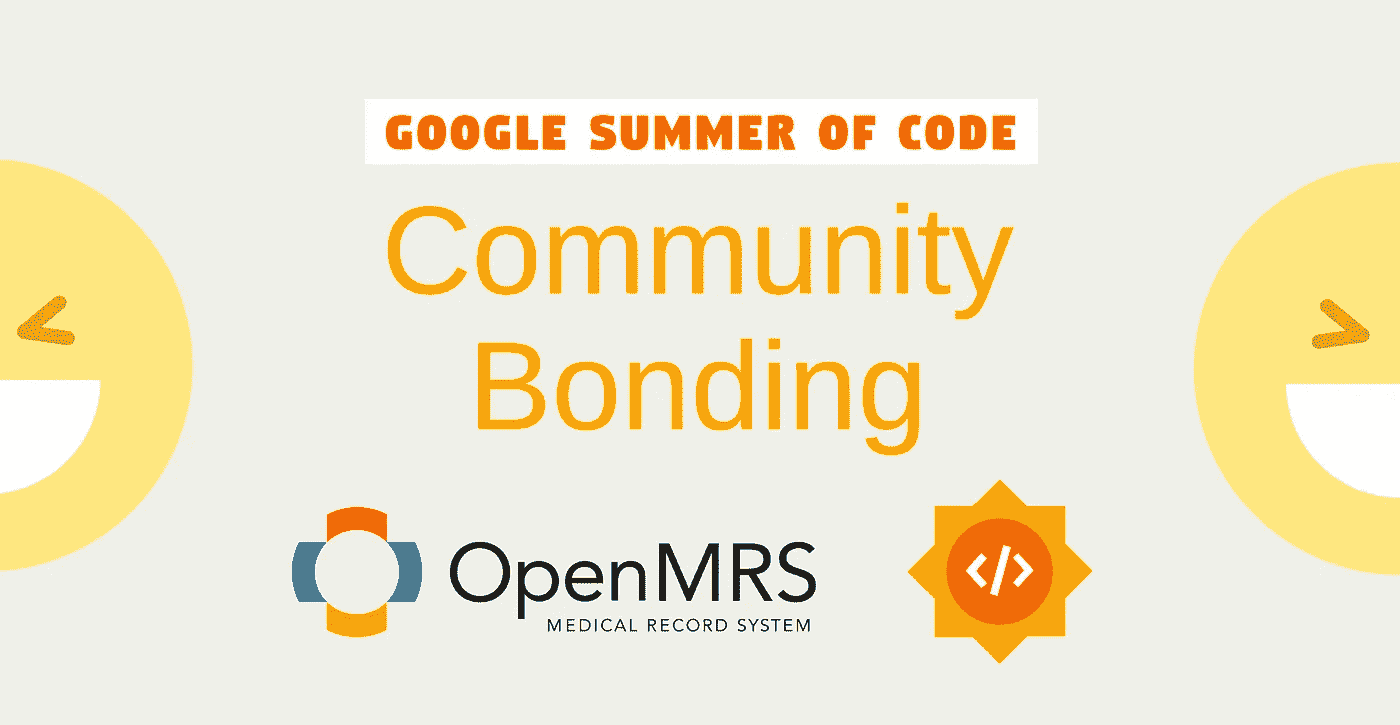 GOOGLE SUMMER OF CODE
Community
Bonding
OpenMRS
MEDICAL RECORD SYSTEM
</>